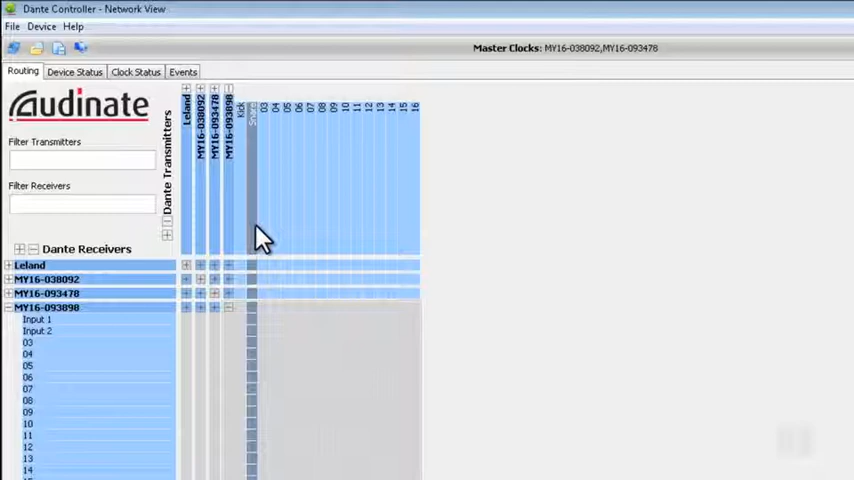 Dante Controller - Network View
File Device Help
Master Clocks: MY16-038092,MY16-093478
Routing Device Status Clock Status Events
Audinate
Filter Transmitters
Filter Receivers
Dante Transmitters
Leland
MY16-038092
MY16-093478
MY16-093898
Kick
Snare
03
04
05
06
07
08
09
10
11
12
13
14
15
16
Dante Receivers
Leland
MY16-038092
MY16-093478
MY16-093898
Input 1
Input 2
03
04
05
06
07
08
09
10
11
12
13
14